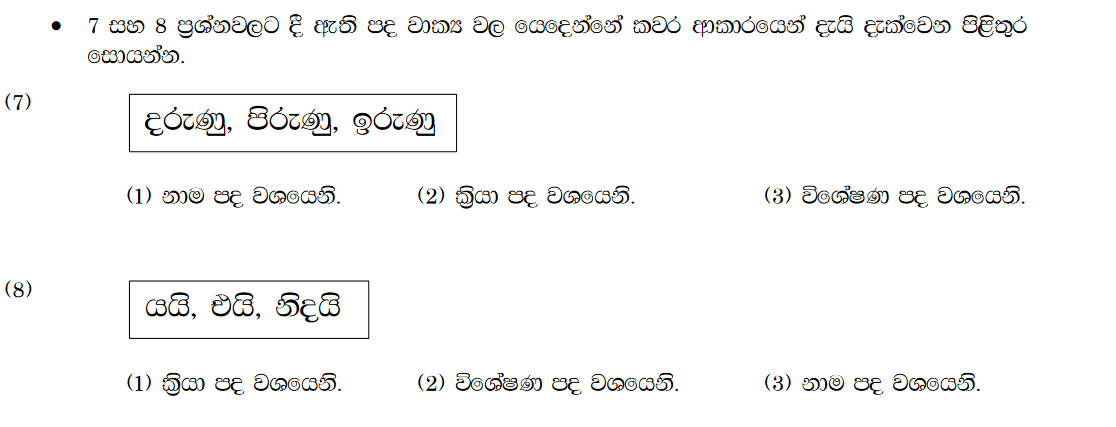 • 7 සහ 8 ප්‍රශ්නවලට දී ඇති පද වාක්‍ය වල යෙදෙන්නේ කවර ආකාරයෙන් දැයි දැක්වෙන පිළිතුර
සොයන්න.
(7) දරුණු, පිරුණු, ඉරුණු
(1) නාම පද වශයෙනි. (2) ක්‍රියා පද වශයෙනි. (3) විශේෂණ පද වශයෙනි.
(8) යයි, එයි, නිදයි
(1) ක්‍රියා පද වශයෙනි. (2) විශේෂණ පද වශයෙනි. (3) නාම පද වශයෙනි.